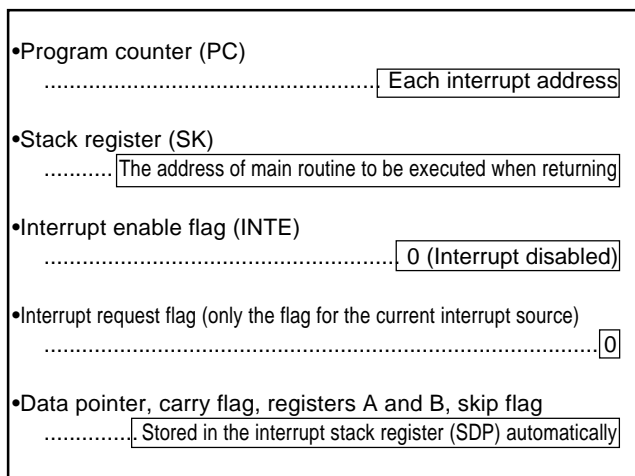 •Program counter (PC)
............................................................ Each interrupt address
•Stack register (SK)
........... The address of main routine to be executed when returning
•Interrupt enable flag (INTE)
........................................................ 0 (Interrupt disabled)
•Interrupt request flag (only the flag for the current interrupt source)
........................................................................................ 0
•Data pointer, carry flag, registers A and B, skip flag
.............. Stored in the interrupt stack register (SDP) automatically